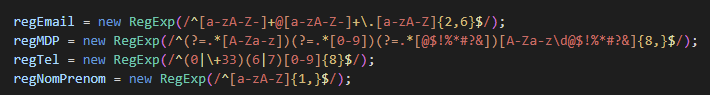 regEmail = new RegExp(/^[a-zA-Z-]+@[a-zA-Z-]+\.[a-zA-Z]{2,6}$/);
regMDP = new RegExp(/^(?=.*[A-Za-z])(?=.*[0-9])(?=.*[@$!%*#?&])[A-Za-z\d@$!%*#?&]{8,}$/);
regTel = new RegExp(/^(0|\+33)(6|7)[0-9]{8}$/);
regNomPrenom = new RegExp(/^[a-zA-Z]{1,}$/);